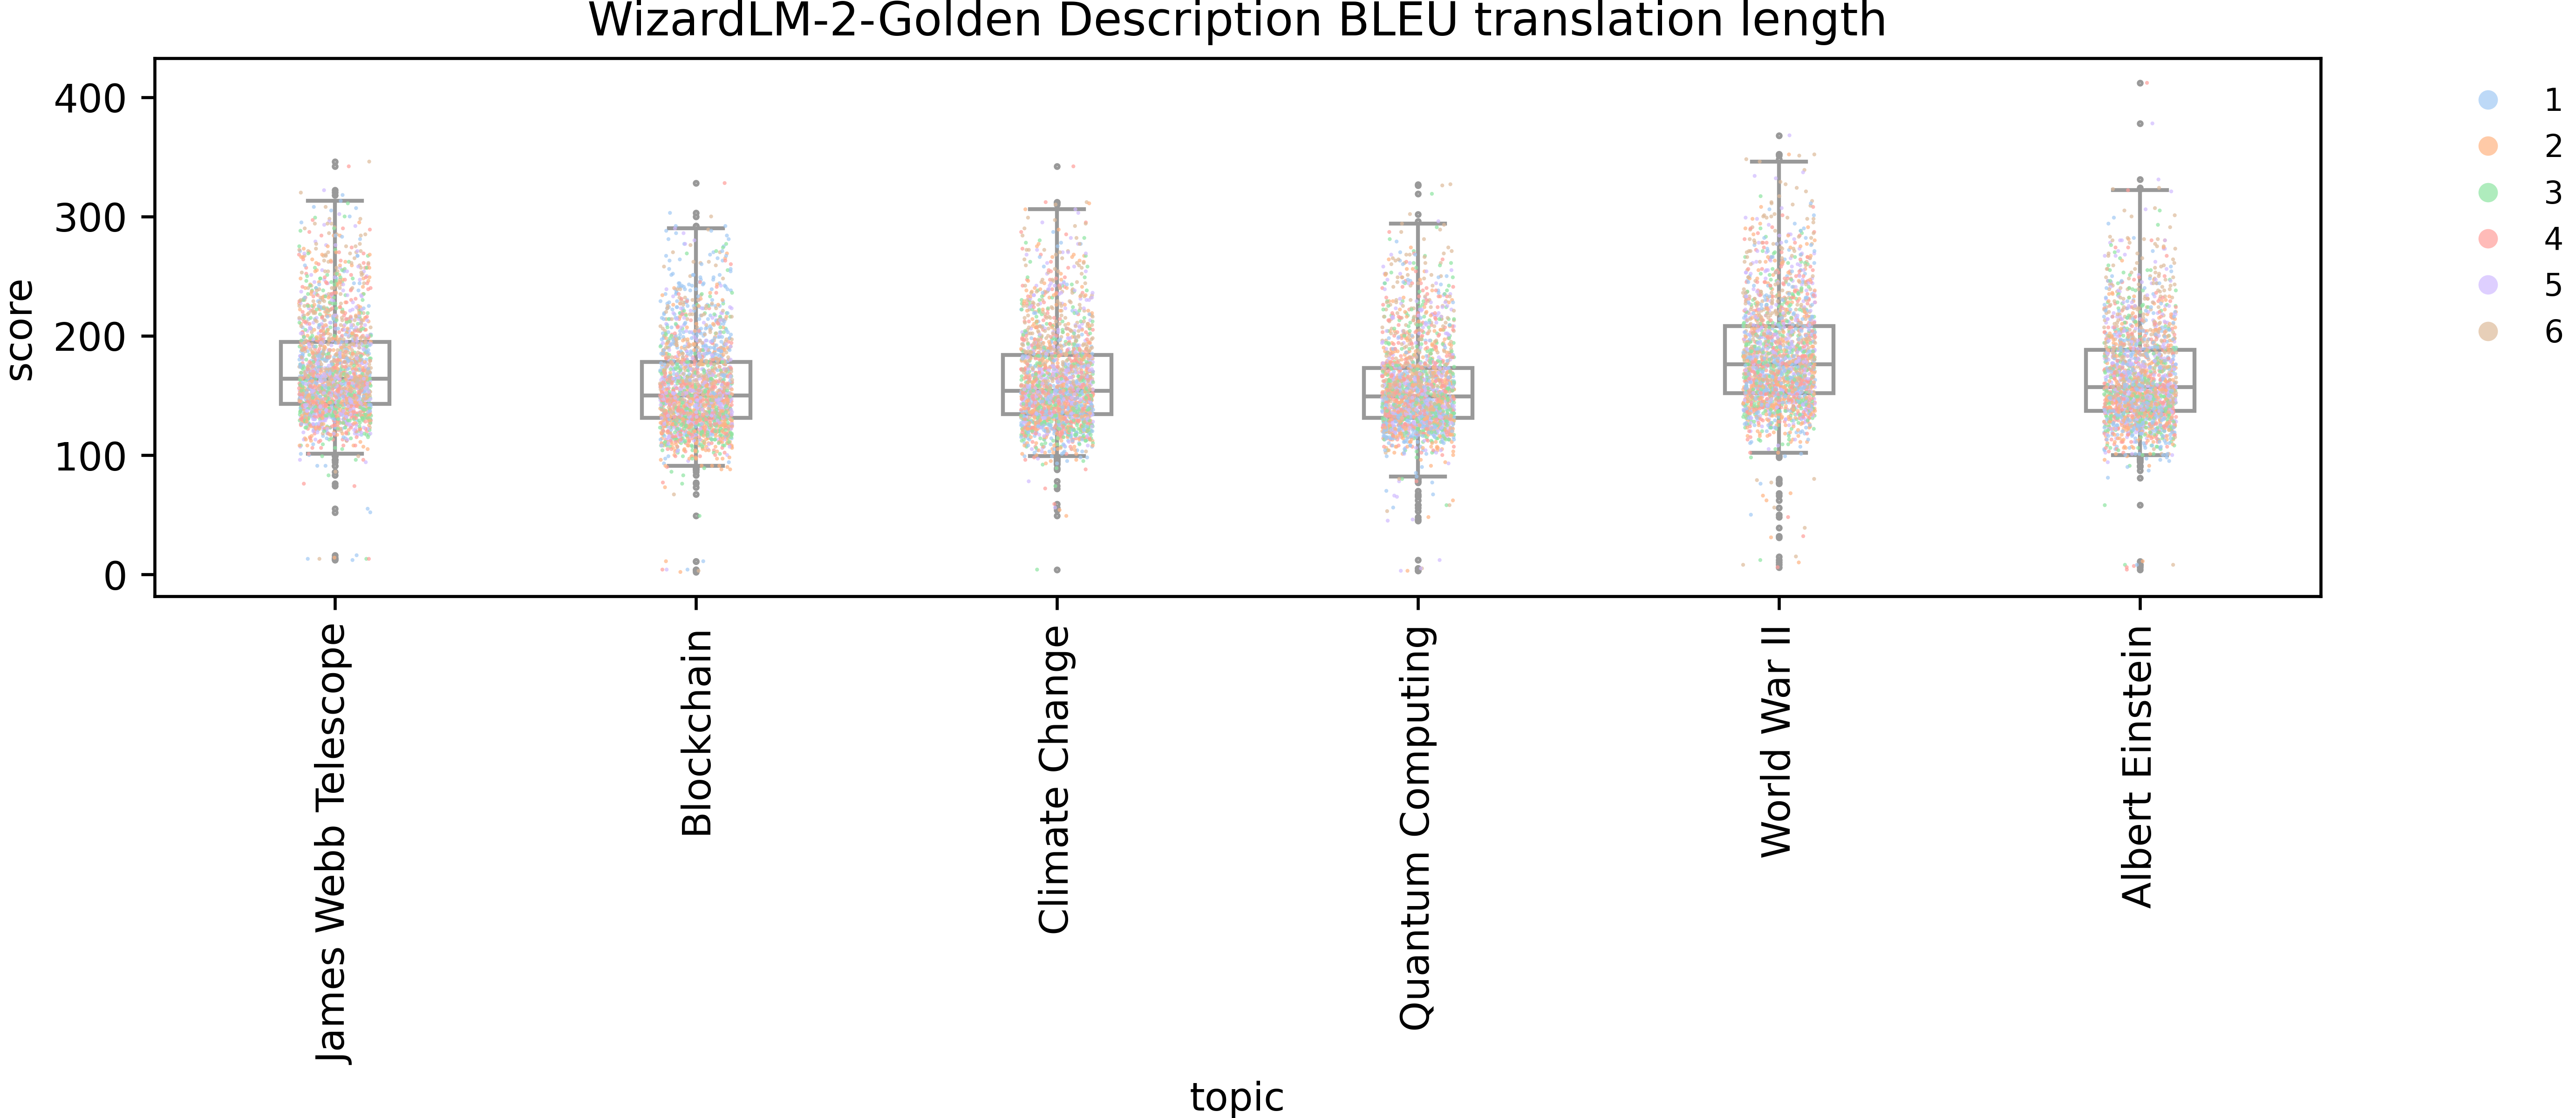 WizardLM-2-Golden Description BLEU translation length
score
400
300
200
100
0
James Webb Telescope
Blockchain
Climate Change
Quantum Computing
World War II
Albert Einstein
topic
1
2
3
4
5
6